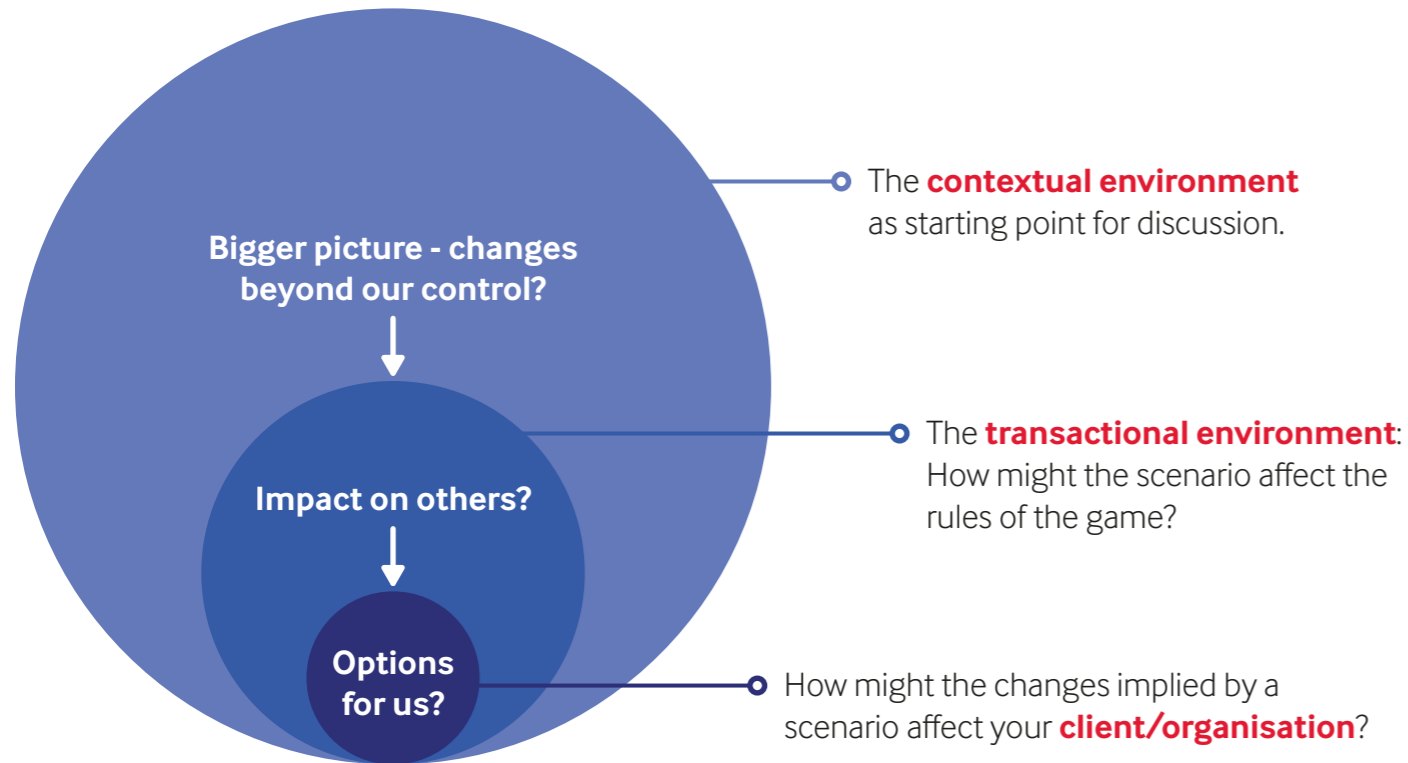 The contextual environment
as starting point for discussion.
Bigger picture - changes
beyond our control?
The transactional environment:
How might the scenario affect the
rules of the game?
Impact on others?
Options
for us?
How might the changes implied by a
scenario affect your client/organisation?